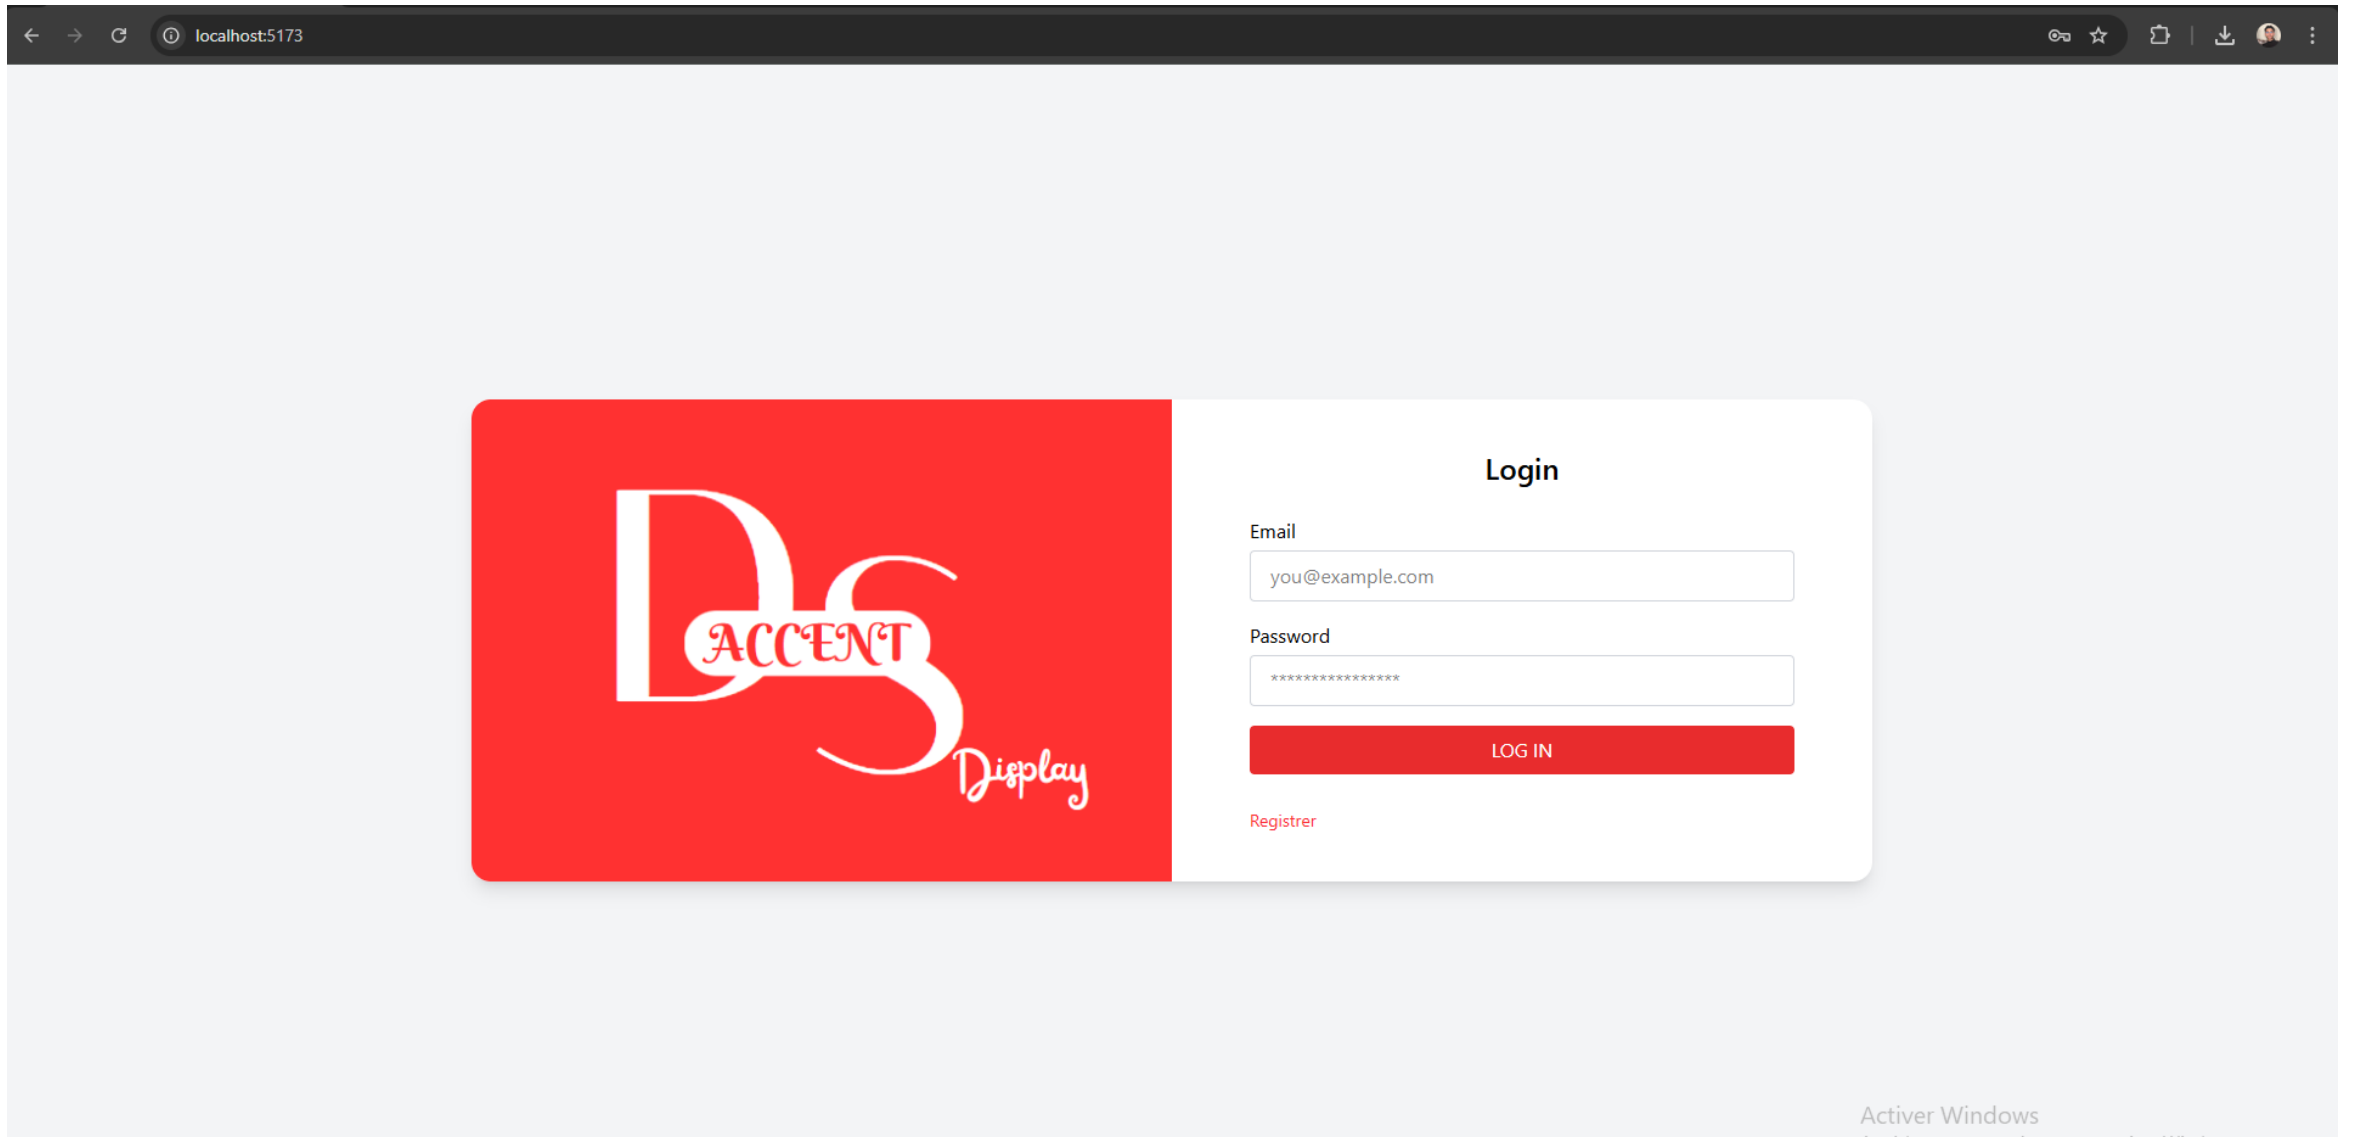 localhost:5173
DS
ACCENT
Display
Login
Email
you@example.com
Password
****************
LOG IN
Registrer
Activer Windows